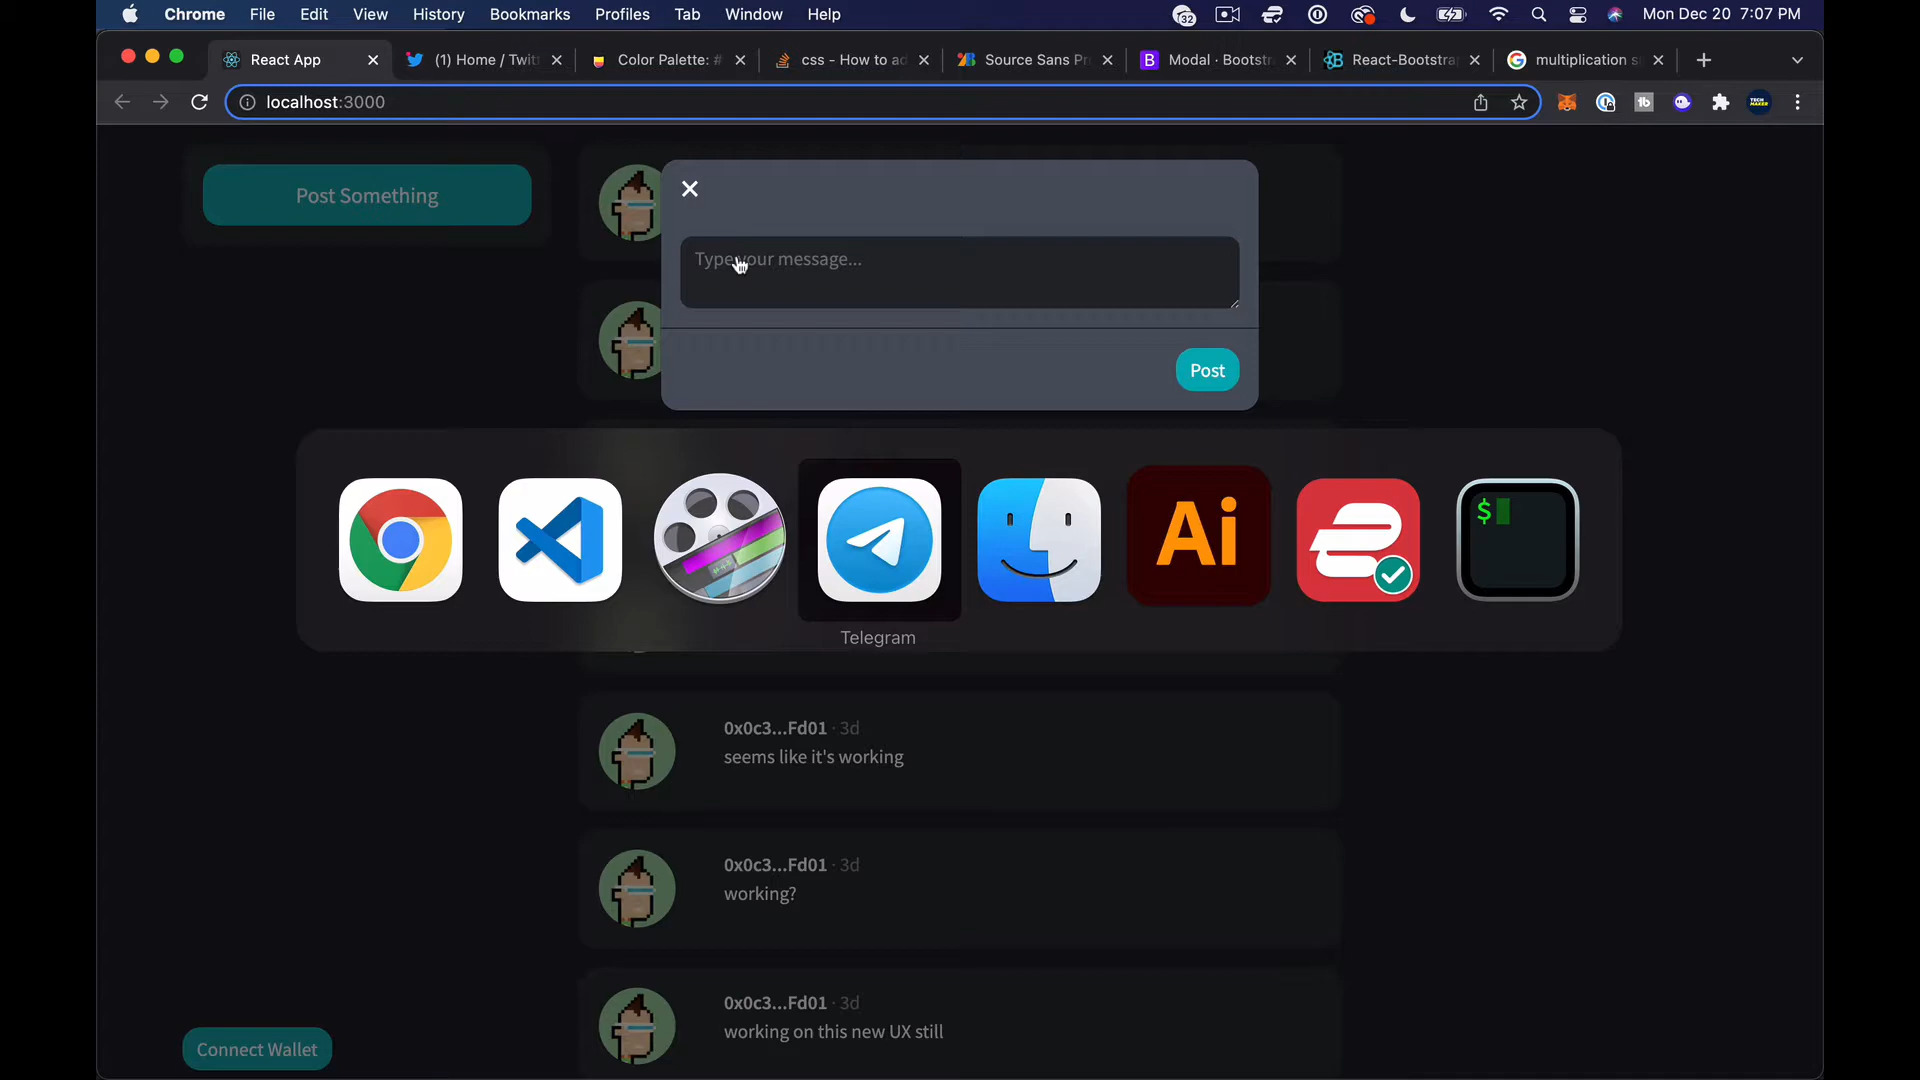 Chrome File Edit View History Bookmarks Profiles Tab Window Help 32 Mon Dec 20 7:07 PM
React App (1) Home / Twit Color Palette: # css - How to ad Source Sans Pr Modal · Bootstr React-Bootstra multiplication s
localhost:3000
Post Something
Type your message...
Post
Ai
$
Telegram
0x0c3...Fd01 · 3d
seems like it's working
0x0c3...Fd01 · 3d
working?
0x0c3...Fd01 · 3d
working on this new UX still
Connect Wallet